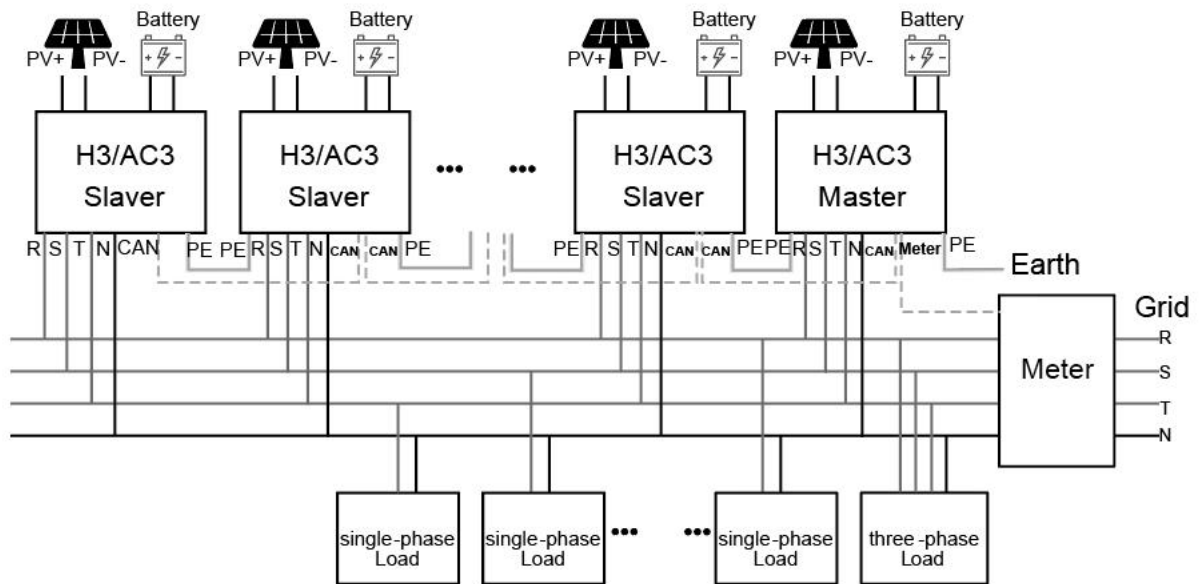 Battery Battery Battery Battery
PV+ PV- PV+ PV- PV+ PV- PV+ PV-
+ - + - + - + -
H3/AC3 H3/AC3 H3/AC3 H3/AC3
Slaver Slaver ••• ••• Slaver Master
R S T N CAN PE PE R S T N CAN CAN PE PE R S T N CAN CAN PE PE R S T N CAN Meter PE
Earth
Grid
R
Meter S
T
N
single-phase single-phase ••• ••• single-phase three-phase
Load Load Load Load